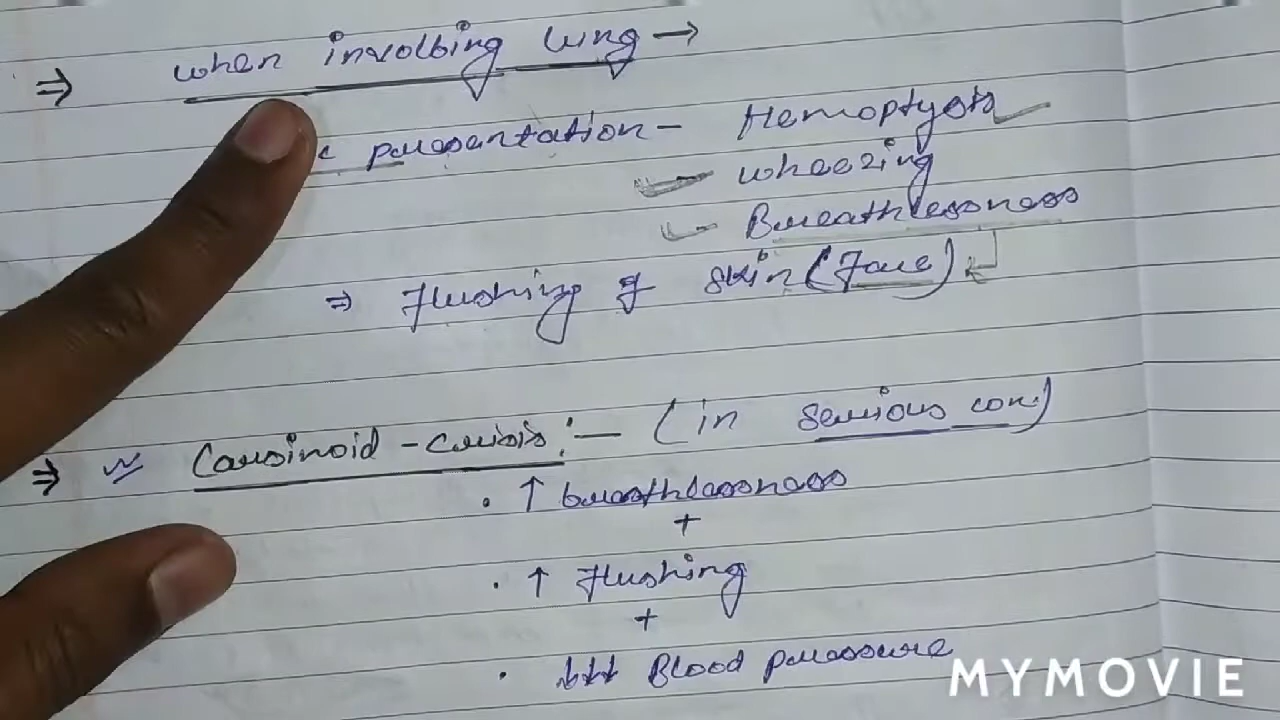 ⇒ when involbing lung →
c presentation - Hemoptysis
wheezing
Breathlessness
⇒ Flushing of skin (Face)
⇒ Carsinoid - crisis :- (in serious con.)
. ↑ breathlessness
+
. ↑ flushing
+
. ↓↓↓ Blood pressure
MYMOVIE